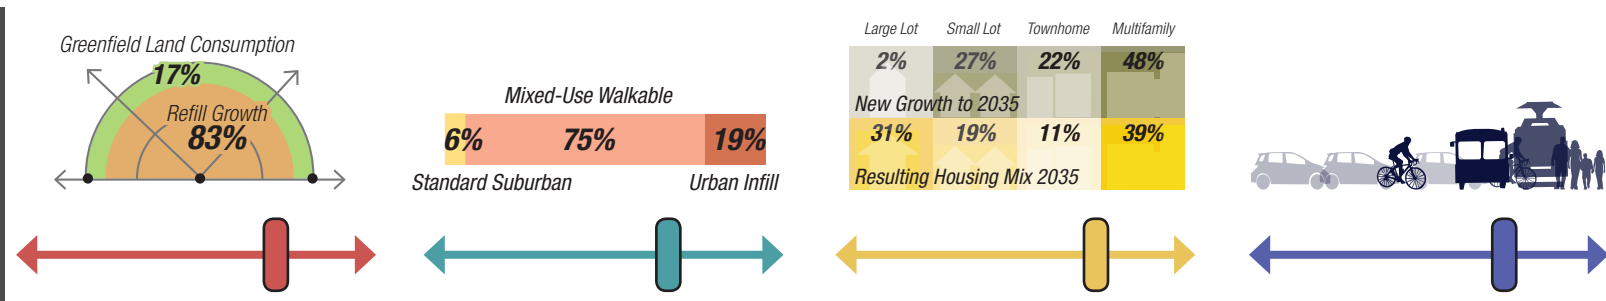 Greenfield Land Consumption
17%
Refill Growth
83%
Mixed-Use Walkable
6% 75% 19%
Standard Suburban Urban Infill
Large Lot Small Lot Townhome Multifamily
2% 27% 22% 48%
New Growth to 2035
31% 19% 11% 39%
Resulting Housing Mix 2035